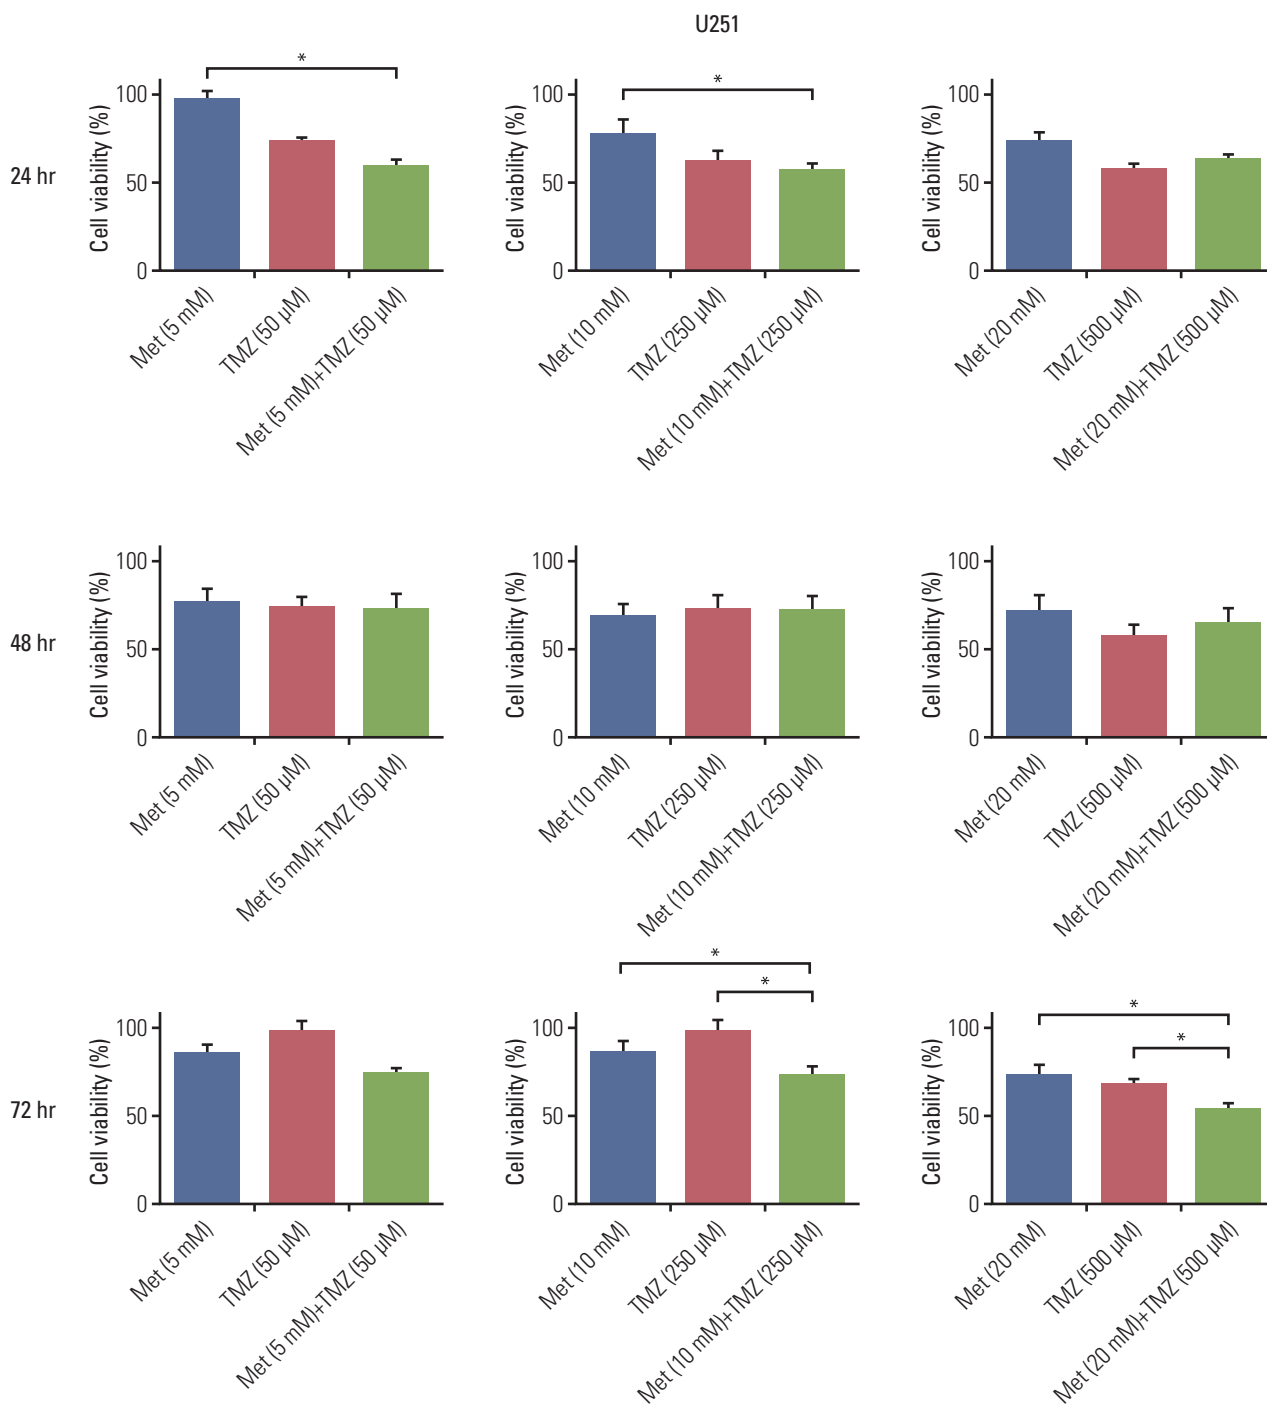 U251
24 hr
*
Cell viability (%)
100
50
0
Met (5 mM)
TMZ (50 µM)
Met (5 mM)+TMZ (50 µM)
*
Cell viability (%)
100
50
0
Met (10 mM)
TMZ (250 µM)
Met (10 mM)+TMZ (250 µM)
Cell viability (%)
100
50
0
Met (20 mM)
TMZ (500 µM)
Met (20 mM)+TMZ (500 µM)
48 hr
Cell viability (%)
100
50
0
Met (5 mM)
TMZ (50 µM)
Met (5 mM)+TMZ (50 µM)
Cell viability (%)
100
50
0
Met (10 mM)
TMZ (250 µM)
Met (10 mM)+TMZ (250 µM)
Cell viability (%)
100
50
0
Met (20 mM)
TMZ (500 µM)
Met (20 mM)+TMZ (500 µM)
72 hr
Cell viability (%)
100
50
0
Met (5 mM)
TMZ (50 µM)
Met (5 mM)+TMZ (50 µM)
*
*
Cell viability (%)
100
50
0
Met (10 mM)
TMZ (250 µM)
Met (10 mM)+TMZ (250 µM)
*
*
Cell viability (%)
100
50
0
Met (20 mM)
TMZ (500 µM)
Met (20 mM)+TMZ (500 µM)